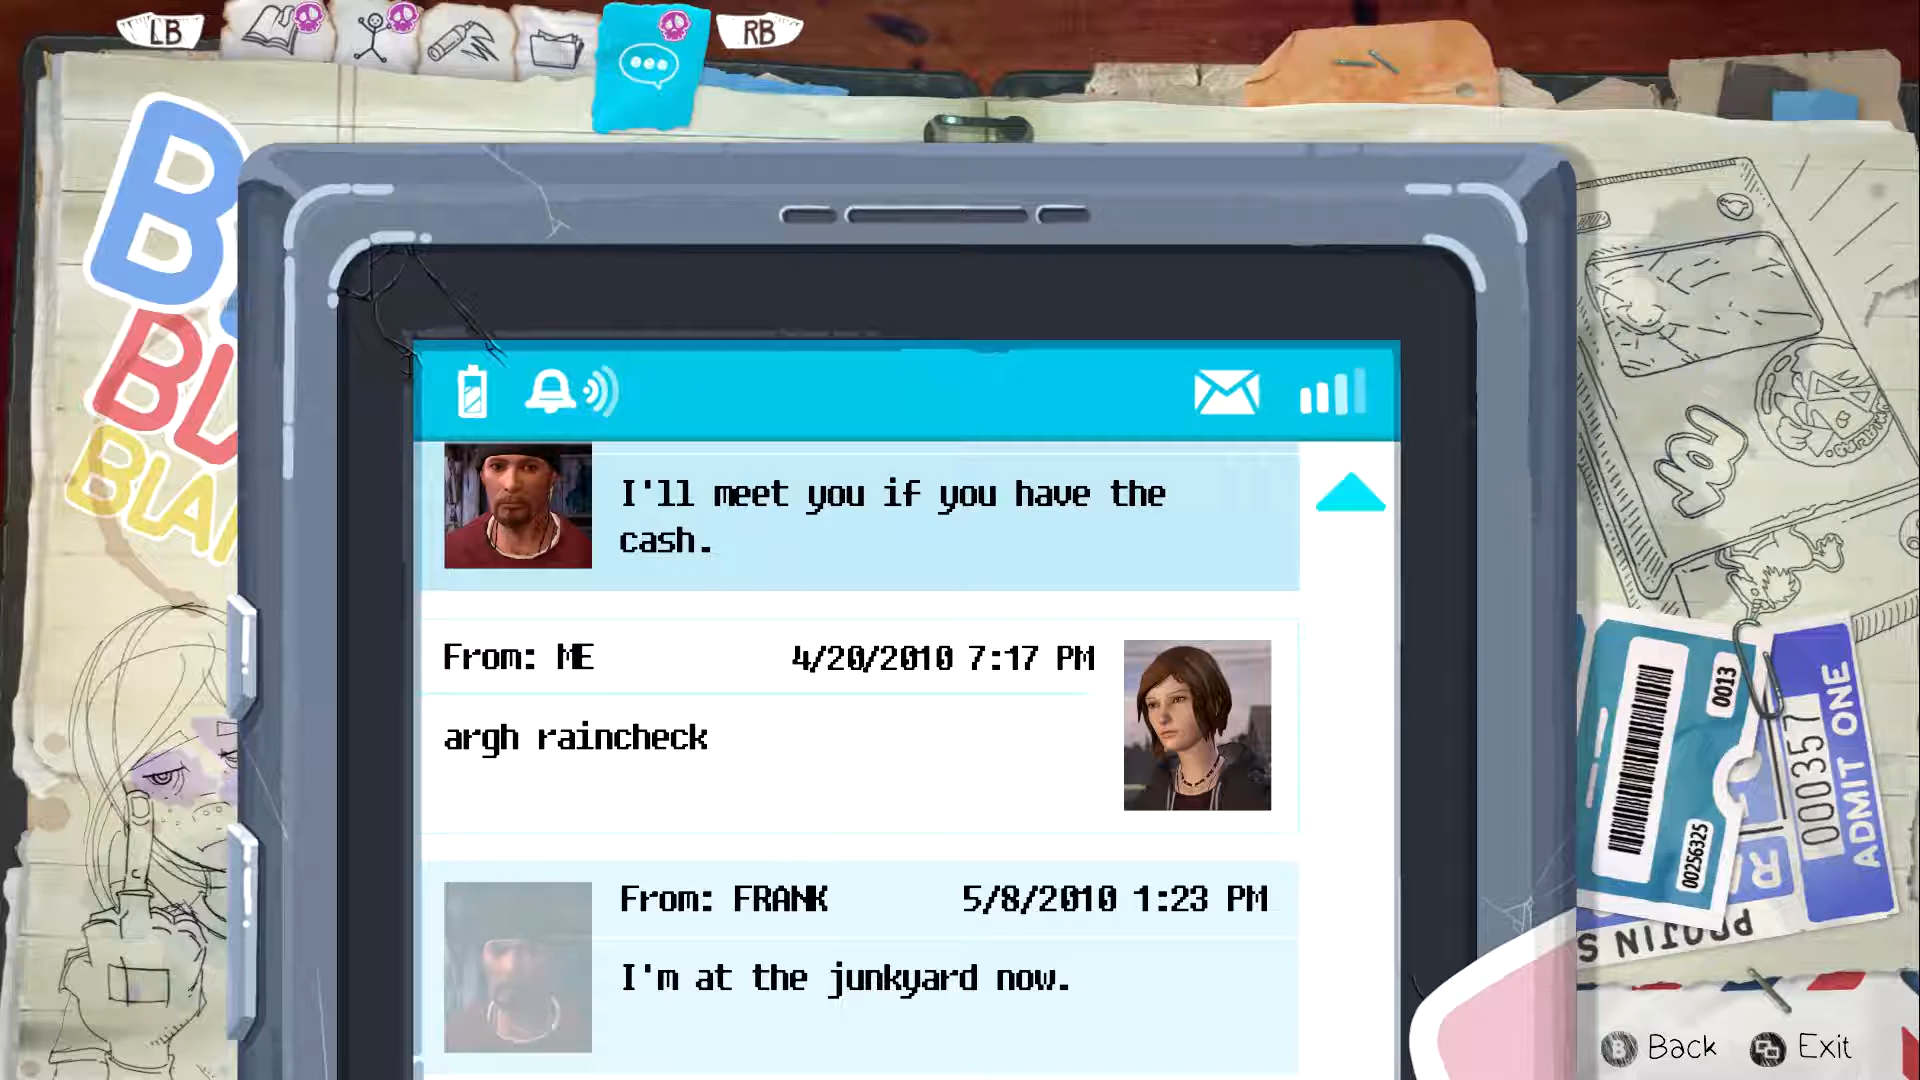 LB
RB
I'll meet you if you have the
cash.
From: ME
4/20/2010 7:17 PM
argh raincheck
From: FRANK
5/8/2010 1:23 PM
I'm at the junkyard now.
0013
00256325
000357
ADMIT ONE
B Back
Exit